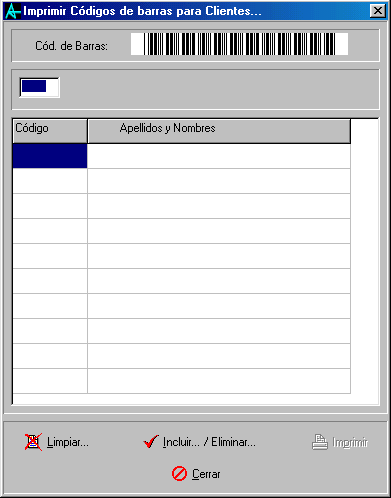 Imprimir Códigos de barras para Clientes...
Cód. de Barras:
Código Apellidos y Nombres
Limpiar... Incluir... / Eliminar... Imprimir
Cerrar